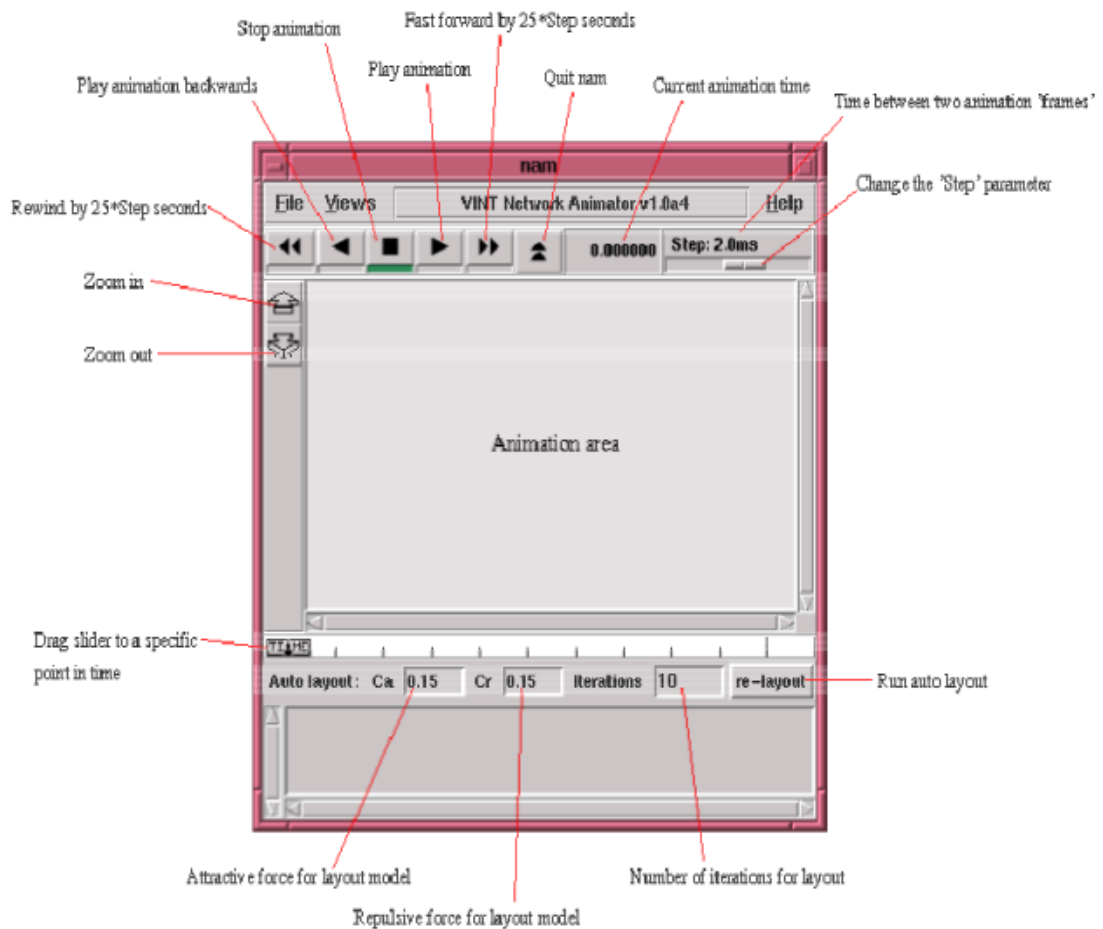 Fast forward by 25*Step seconds
Stop animation
Play animation
Quit nam
Play animation backwards
Current animation time
Time between two animation 'frames'
nam
Change the 'Step' parameter
File Views VINT Network Animator v1.0a4 Help
Rewind by 25*Step seconds
0.000000
Step: 2.0ms
Zoom in
Zoom out
Animation area
Drag slider to a specific
point in time
TIME
Auto layout: Ca 0.15 Cr 0.15 Iterations 10 re-layout
Run auto layout
Attractive force for layout model
Number of iterations for layout
Repulsive force for layout model